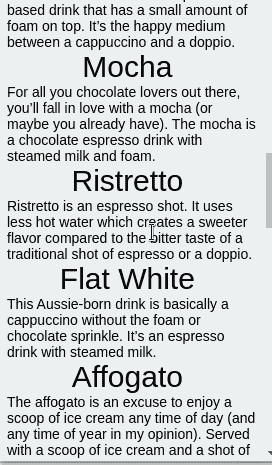 based drink that has a small amount of
foam on top. It's the happy medium
between a cappuccino and a doppio.
Mocha
For all you chocolate lovers out there,
you'll fall in love with a mocha (or
maybe you already have). The mocha is
a chocolate espresso drink with
steamed milk and foam.
Ristretto
Ristretto is an espresso shot. It uses
less hot water which creates a sweeter
flavor compared to the bitter taste of a
traditional shot of espresso or a doppio.
Flat White
This Aussie-born drink is basically a
cappuccino without the foam or
chocolate sprinkle. It's an espresso
drink with steamed milk.
Affogato
The affogato is an excuse to enjoy a
scoop of ice cream any time of day (and
any time of year in my opinion). Served
with a scoop of ice cream and a shot of